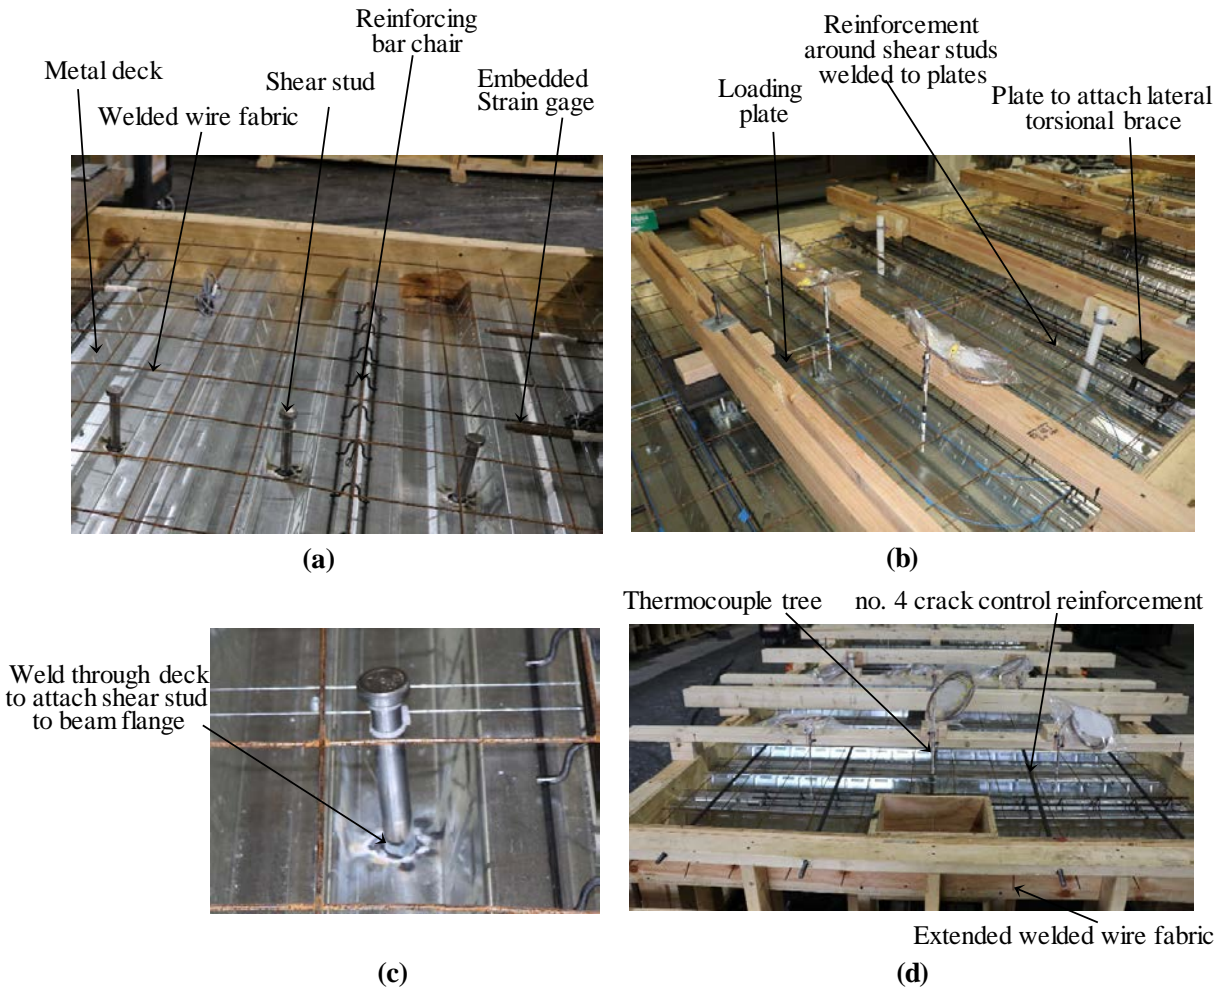 Reinforcing
bar chair
Metal deck
Shear stud
Embedded
Strain gage
Welded wire fabric
(a)
Reinforcement
around shear studs
welded to plates
Loading
plate
Plate to attach lateral
torsional brace
(b)
Weld through deck
to attach shear stud
to beam flange
(c)
Thermocouple tree
no. 4 crack control reinforcement
Extended welded wire fabric
(d)